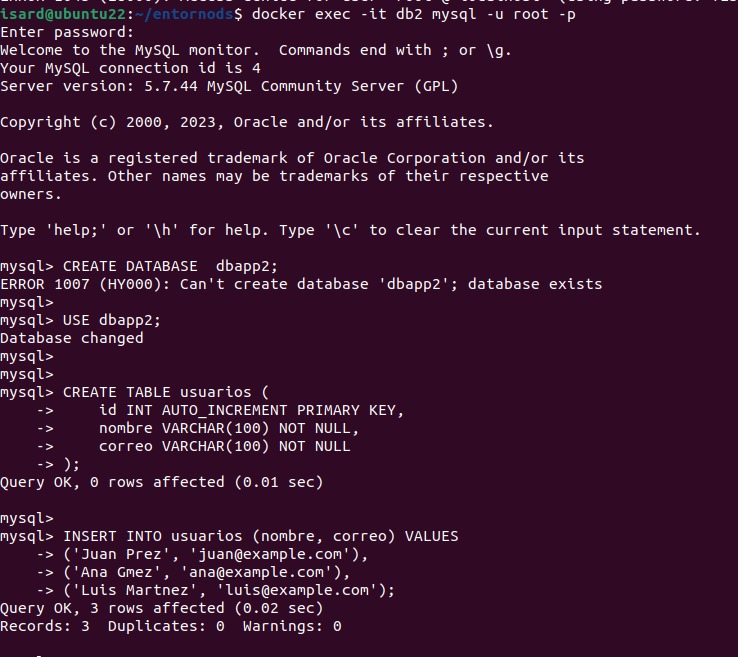 isard@ubuntu22:~/entornods$ docker exec -it db2 mysql -u root -p
Enter password:
Welcome to the MySQL monitor.  Commands end with ; or \g.
Your MySQL connection id is 4
Server version: 5.7.44 MySQL Community Server (GPL)
Copyright (c) 2000, 2023, Oracle and/or its affiliates.
Oracle is a registered trademark of Oracle Corporation and/or its
affiliates. Other names may be trademarks of their respective
owners.
Type 'help;' or '\h' for help. Type '\c' to clear the current input statement.
mysql> CREATE DATABASE  dbapp2;
ERROR 1007 (HY000): Can't create database 'dbapp2'; database exists
mysql>
mysql> USE dbapp2;
Database changed
mysql>
mysql>
mysql> CREATE TABLE usuarios (
    ->     id INT AUTO_INCREMENT PRIMARY KEY,
    ->     nombre VARCHAR(100) NOT NULL,
    ->     correo VARCHAR(100) NOT NULL
    -> );
Query OK, 0 rows affected (0.01 sec)
mysql>
mysql> INSERT INTO usuarios (nombre, correo) VALUES
    -> ('Juan Prez', 'juan@example.com'),
    -> ('Ana Gmez', 'ana@example.com'),
    -> ('Luis Martnez', 'luis@example.com');
Query OK, 3 rows affected (0.02 sec)
Records: 3  Duplicates: 0  Warnings: 0